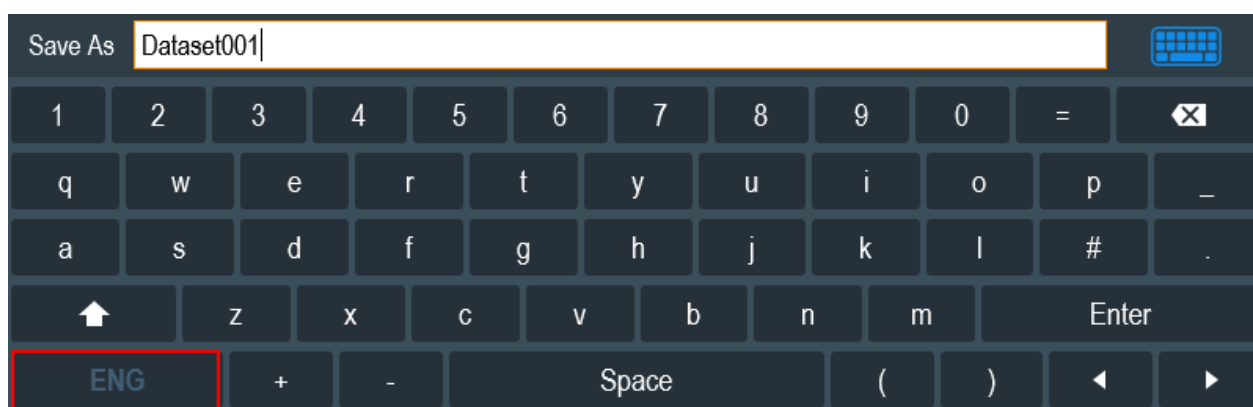 Save As Dataset001
1 2 3 4 5 6 7 8 9 0 =
q w e r t y u i o p _
a s d f g h j k l # .
z x c v b n m Enter
ENG + - Space ( )